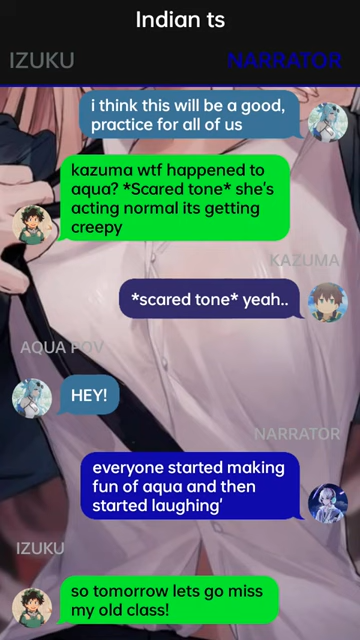 Indian ts
IZUKU
NARRATOR
i think this will be a good,
practice for all of us
kazuma wtf happened to
aqua? *Scared tone* she's
acting normal its getting
creepy
KAZUMA
*scared tone* yeah..
AQUA POV
HEY!
NARRATOR
everyone started making
fun of aqua and then
started laughing'
IZUKU
so tomorrow lets go miss
my old class!